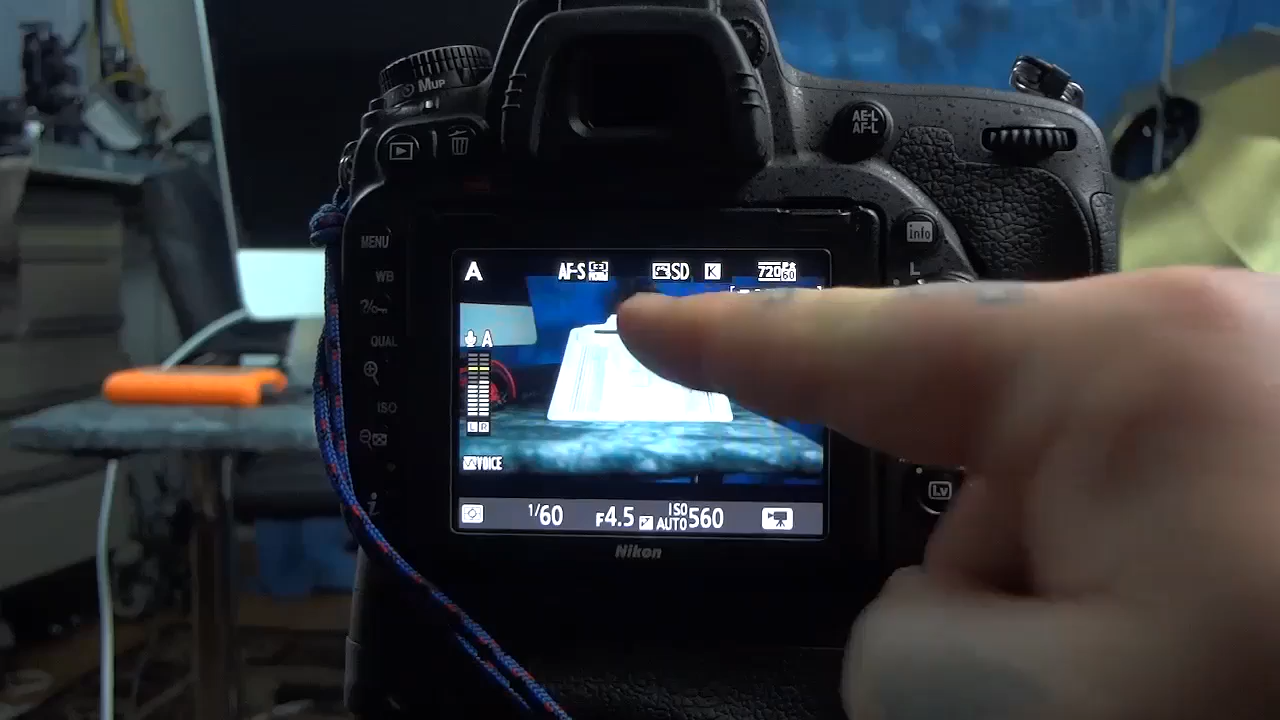 MUP
AE-L
AF-L
info
MENU
WB
QUAL
ISO
L
Lv
A
AF-S
SD
K
720 60
A
L R
VOICE
1/60
F4.5
ISO
AUTO 560
Nikon